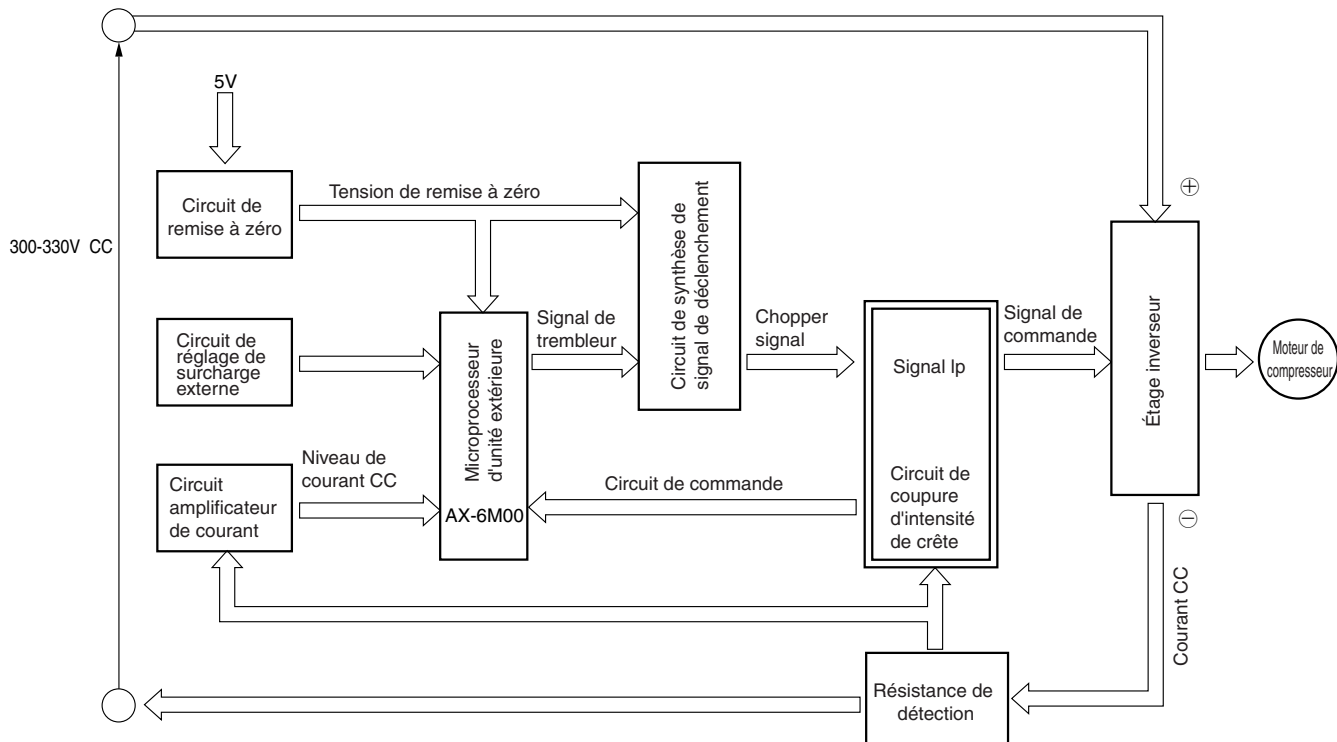 5V
300-330V CC
Circuit de
remise à zéro
Tension de remise à zéro
Circuit de synthèse de
signal de déclenchement
Circuit de
réglage de
surcharge
externe
Microprocesseur
d'unité extérieure
AX-6M00
Signal de
trembleur
Chopper
signal
Signal Ip
Circuit de
coupure
d'intensité
de crête
Signal de
commande
+
Étage inverseur
−
Moteur de
compresseur
Circuit
amplificateur
de courant
Niveau de
courant CC
Circuit de commande
Courant CC
Résistance de
détection